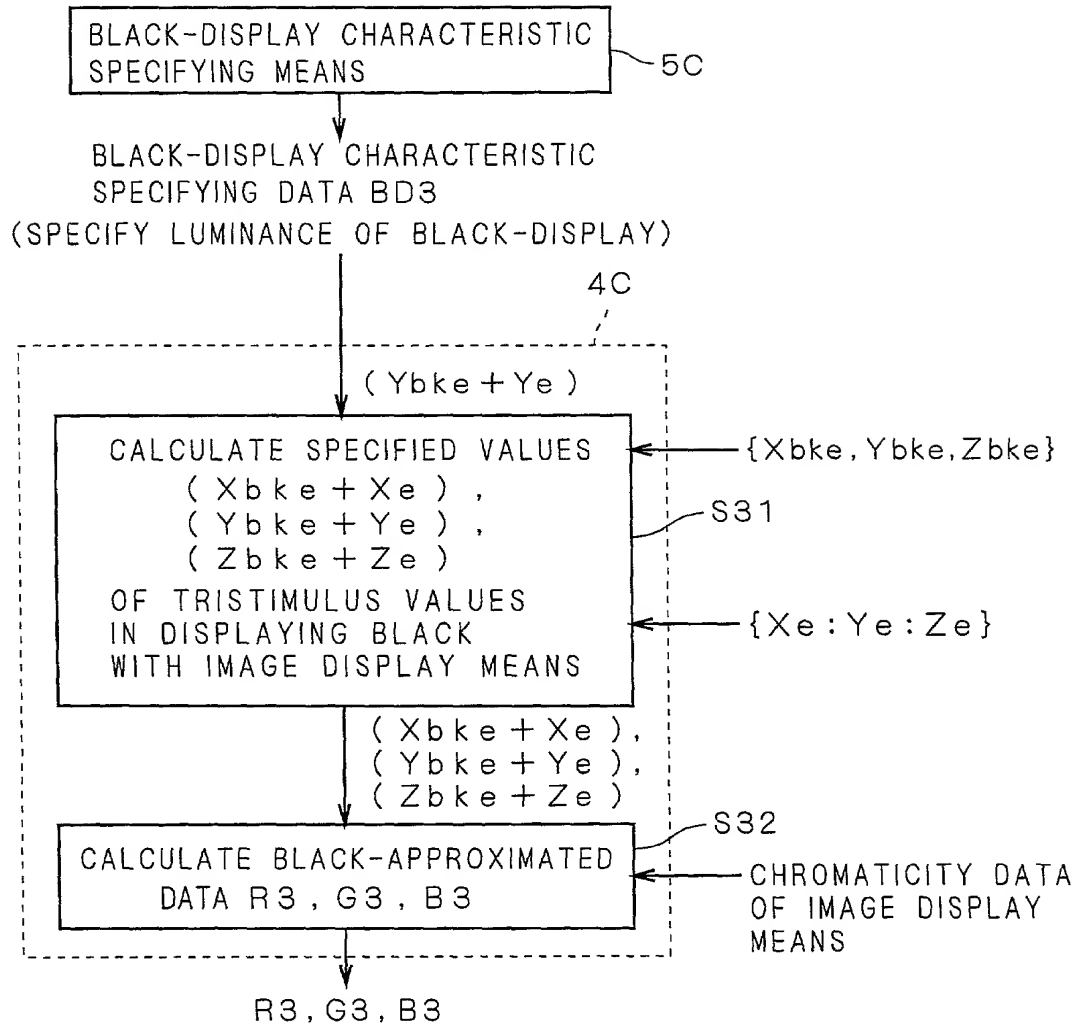 BLACK-DISPLAY CHARACTERISTIC
SPECIFYING MEANS
5C
BLACK-DISPLAY CHARACTERISTIC
SPECIFYING DATA BD3
(SPECIFY LUMINANCE OF BLACK-DISPLAY)
4C
(Ybke+Ye)
CALCULATE SPECIFIED VALUES
(Xbke+Xe),
(Ybke+Ye),
(Zbke+Ze)
OF TRISTIMULUS VALUES
IN DISPLAYING BLACK
WITH IMAGE DISPLAY MEANS
{Xbke,Ybke,Zbke}
S31
{Xe:Ye:Ze}
(Xbke+Xe),
(Ybke+Ye),
(Zbke+Ze)
S32
CALCULATE BLACK-APPROXIMATED
DATA R3,G3,B3
CHROMATICITY DATA
OF IMAGE DISPLAY
MEANS
R3,G3,B3